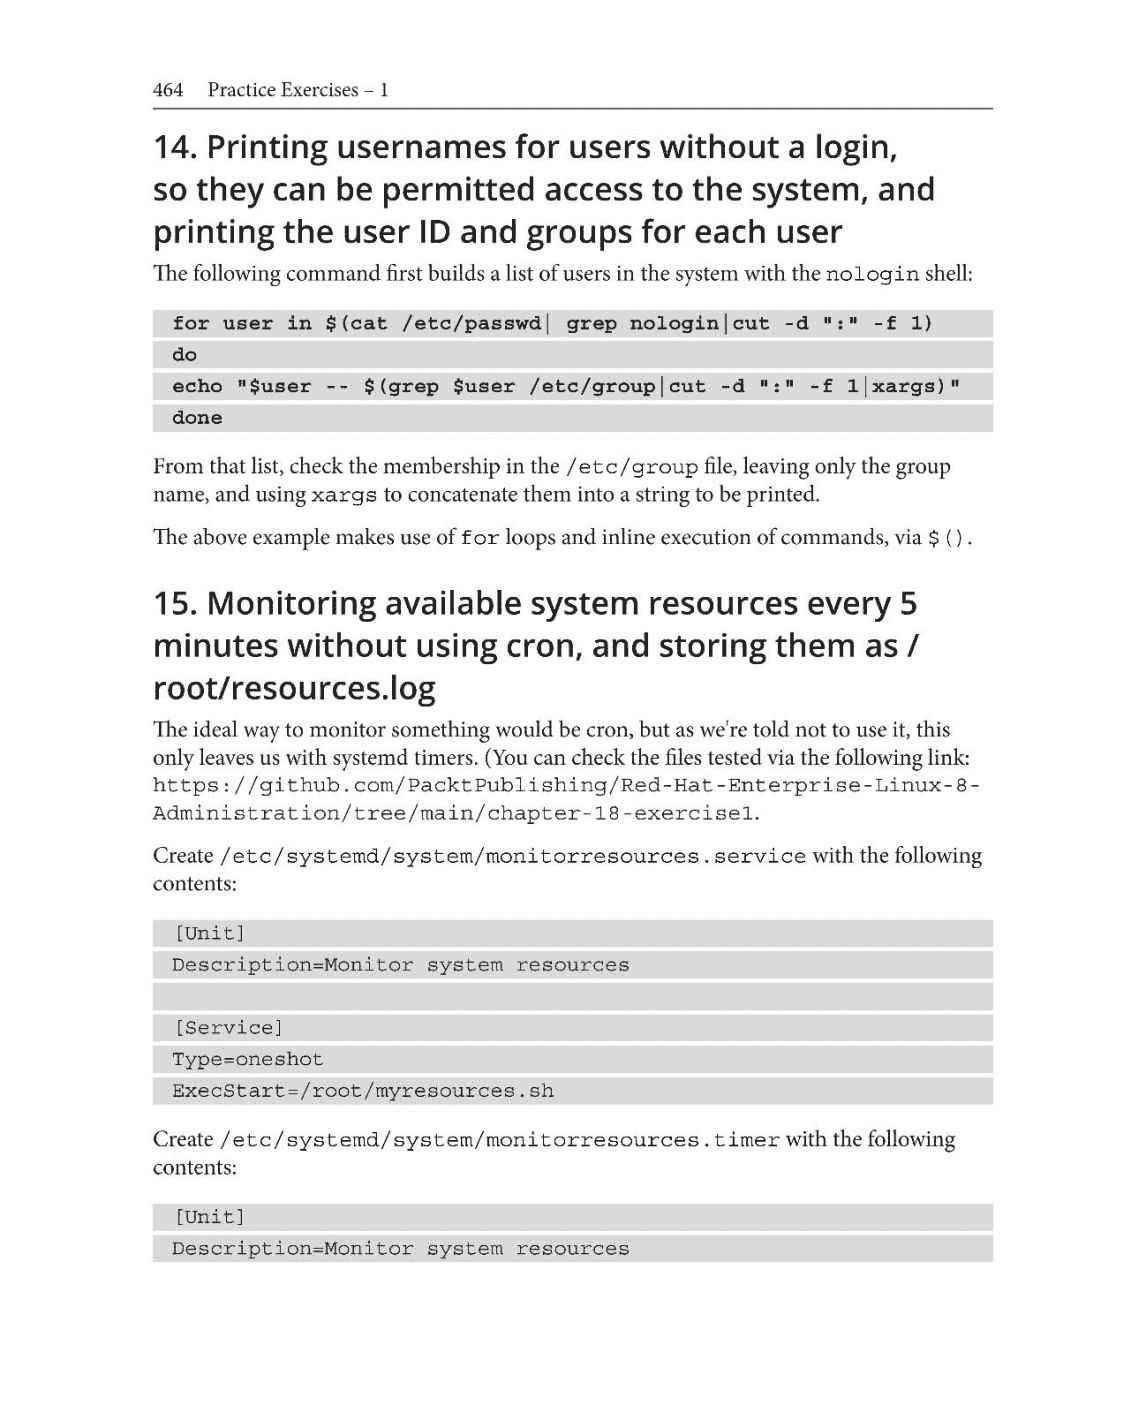 464 Practice Exercises – 1
14. Printing usernames for users without a login,
so they can be permitted access to the system, and
printing the user ID and groups for each user
The following command first builds a list of users in the system with the nologin shell:
for user in $(cat /etc/passwd| grep nologin|cut -d ":" -f 1)
do
echo "$user -- $(grep $user /etc/group|cut -d ":" -f 1|xargs)"
done
From that list, check the membership in the /etc/group file, leaving only the group
name, and using xargs to concatenate them into a string to be printed.
The above example makes use of for loops and inline execution of commands, via $().
15. Monitoring available system resources every 5
minutes without using cron, and storing them as /
root/resources.log
The ideal way to monitor something would be cron, but as we're told not to use it, this
only leaves us with systemd timers. (You can check the files tested via the following link:
https://github.com/PacktPublishing/Red-Hat-Enterprise-Linux-8-
Administration/tree/main/chapter-18-exercise1.
Create /etc/systemd/system/monitorresources.service with the following
contents:
[Unit]
Description=Monitor system resources
[Service]
Type=oneshot
ExecStart=/root/myresources.sh
Create /etc/systemd/system/monitorresources.timer with the following
contents:
[Unit]
Description=Monitor system resources